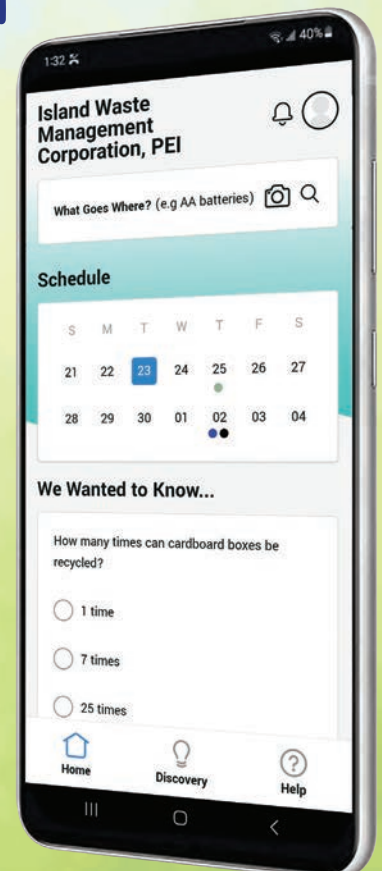 1:32
40%
Island Waste
Management
Corporation, PEI
What Goes Where? (e.g AA batteries)
Schedule
S M T W T F S
21 22 23 24 25 26 27
28 29 30 01 02 03 04
We Wanted to Know...
How many times can cardboard boxes be
recycled?
1 time
7 times
25 times
Home Discovery Help